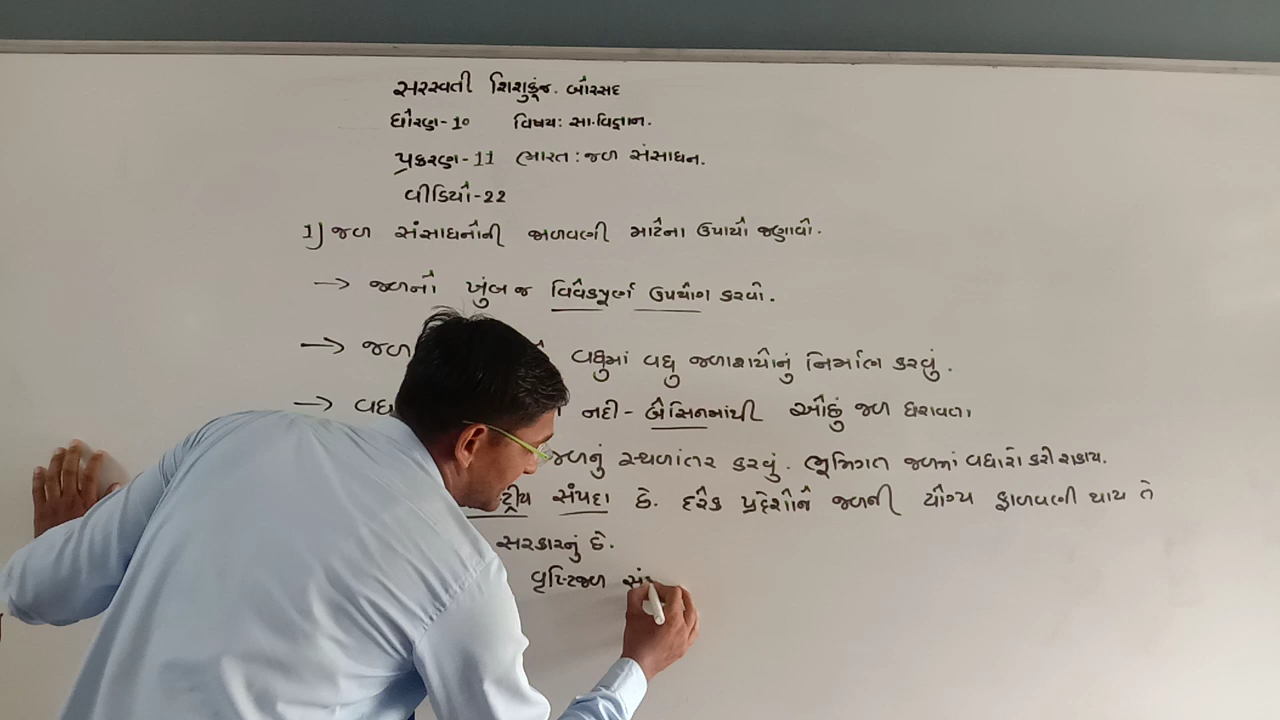 સરસ્વતી શિશુકુંજ. બોરસદ
ધોરણ-10 વિષય: સા.વિજ્ઞાન.
પ્રકરણ-11 ભારત: જળ સંસાધન.
વીડિયો-22
1) જળ સંસાધનોની જાળવણી માટેના ઉપાયો જણાવો.
→ જળનો ખુંબ જ વિવેકપૂર્ણ ઉપયોગ કરવો.
→ જળ વધુમાં વધુ જળાશયોનું નિર્માણ કરવું.
→ વધ નદી - બેસિનમાંથી ઓછું જળ ધરાવતા
જળનું સ્થળાંતર કરવું. ભૂમિગત જળમાં વધારો કરી શકાય.
ટ્રીય સંપદા છે. દરેક પ્રદેશોને જળની યોગ્ય ફાળવણી થાય તે
સરકારનું છે.
વૃષ્ટિજળ